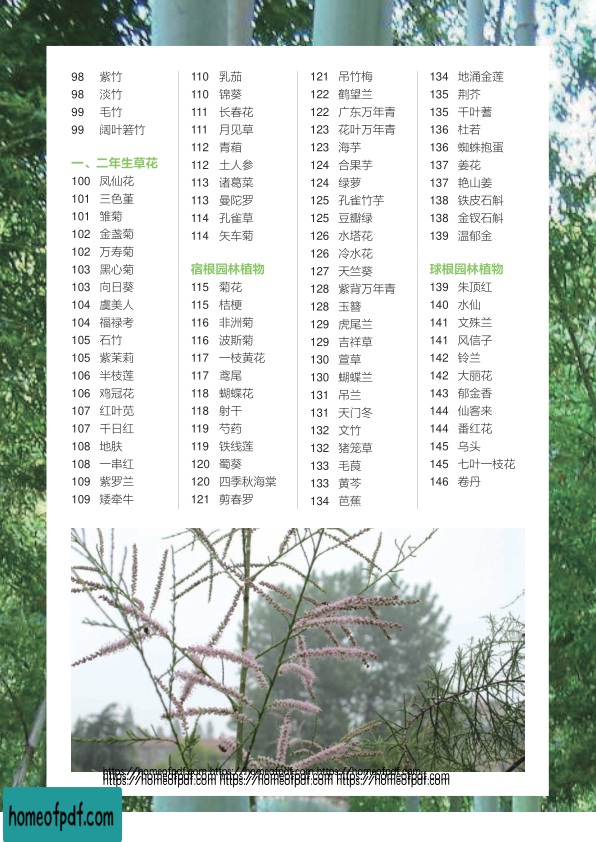 98 紫竹
98 淡竹
99 毛竹
99 阔叶箬竹
一、二年生草花
100 凤仙花
101 三色堇
101 雏菊
102 金盏菊
102 万寿菊
103 黑心菊
103 向日葵
104 虞美人
104 福禄考
105 石竹
105 紫茉莉
106 半枝莲
106 鸡冠花
107 红叶苋
107 千日红
108 地肤
108 一串红
109 紫罗兰
109 矮牵牛
110 乳茄
110 锦葵
111 长春花
111 月见草
112 青葙
112 土人参
113 诸葛菜
113 曼陀罗
114 孔雀草
114 矢车菊
宿根园林植物
115 菊花
115 桔梗
116 非洲菊
116 波斯菊
117 一枝黄花
117 鸢尾
118 蝴蝶花
118 射干
119 芍药
119 铁线莲
120 蜀葵
120 四季秋海棠
121 剪春罗
121 吊竹梅
122 鹤望兰
122 广东万年青
123 花叶万年青
123 海芋
124 合果芋
124 绿萝
125 孔雀竹芋
125 豆瓣绿
126 水塔花
126 冷水花
127 天竺葵
128 紫背万年青
128 玉簪
129 虎尾兰
129 吉祥草
130 萱草
130 蝴蝶兰
131 吊兰
131 天门冬
132 文竹
132 猪笼草
133 毛茛
133 黄芩
134 芭蕉
134 地涌金莲
135 荆芥
135 千叶蓍
136 杜若
136 蜘蛛抱蛋
137 姜花
137 艳山姜
138 铁皮石斛
138 金钗石斛
139 温郁金
球根园林植物
139 朱顶红
140 水仙
141 文殊兰
141 风信子
142 铃兰
142 大丽花
143 郁金香
144 仙客来
144 番红花
145 乌头
145 七叶一枝花
146 卷丹
https://homeofpdf.com https://homeofpdf.com https://homeofpdf.com
https://homeofpdf.com https://homeofpdf.com https://homeofpdf.com
homeofpdf.com